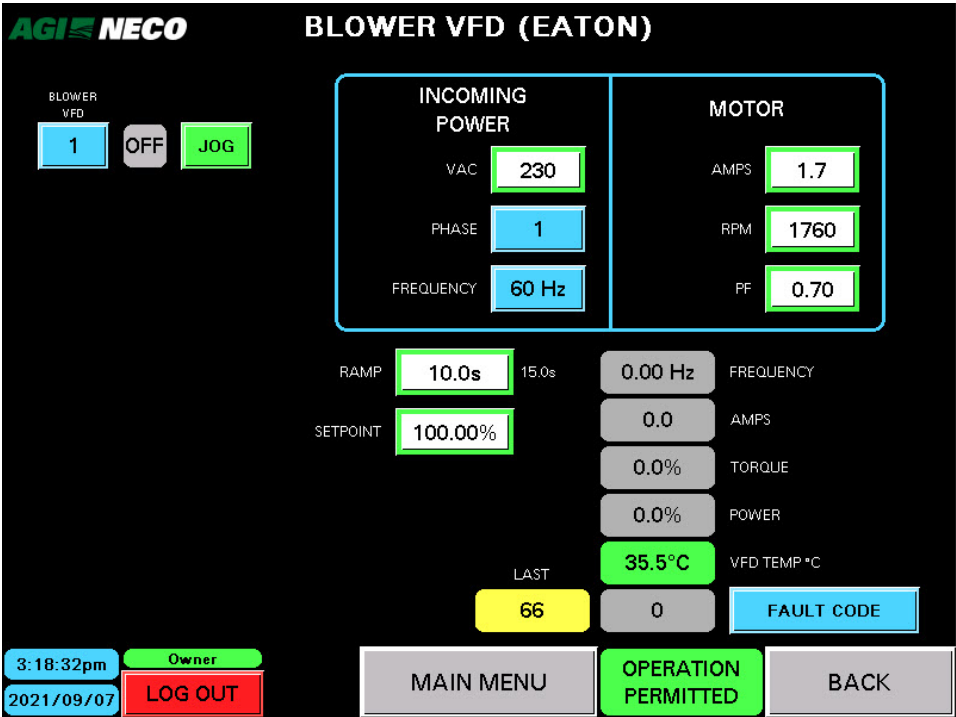 AGI NECO
BLOWER VFD (EATON)
BLOWER
VFD
1
OFF
JOG
INCOMING
POWER
VAC
230
PHASE
1
FREQUENCY
60 Hz
MOTOR
AMPS
1.7
RPM
1760
PF
0.70
RAMP
10.0s
15.0s
SETPOINT
100.00%
0.00 Hz
FREQUENCY
0.0
AMPS
0.0%
TORQUE
0.0%
POWER
35.5°C
VFD TEMP °C
LAST
66
0
FAULT CODE
3:18:32pm
2021/09/07
Owner
LOG OUT
MAIN MENU
OPERATION
PERMITTED
BACK